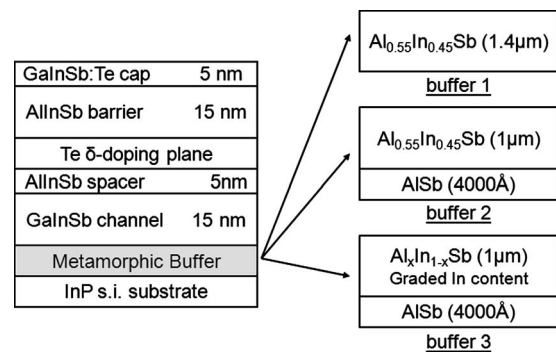 GaInSb:Te cap 5 nm
AlInSb barrier 15 nm
Te δ-doping plane
AlInSb spacer 5nm
GaInSb channel 15 nm
Metamorphic Buffer
InP s.i. substrate
Al0.55In0.45Sb (1.4µm)
buffer 1
Al0.55In0.45Sb (1µm)
AlSb (4000Å)
buffer 2
AlxIn1-xSb (1µm)
Graded In content
AlSb (4000Å)
buffer 3